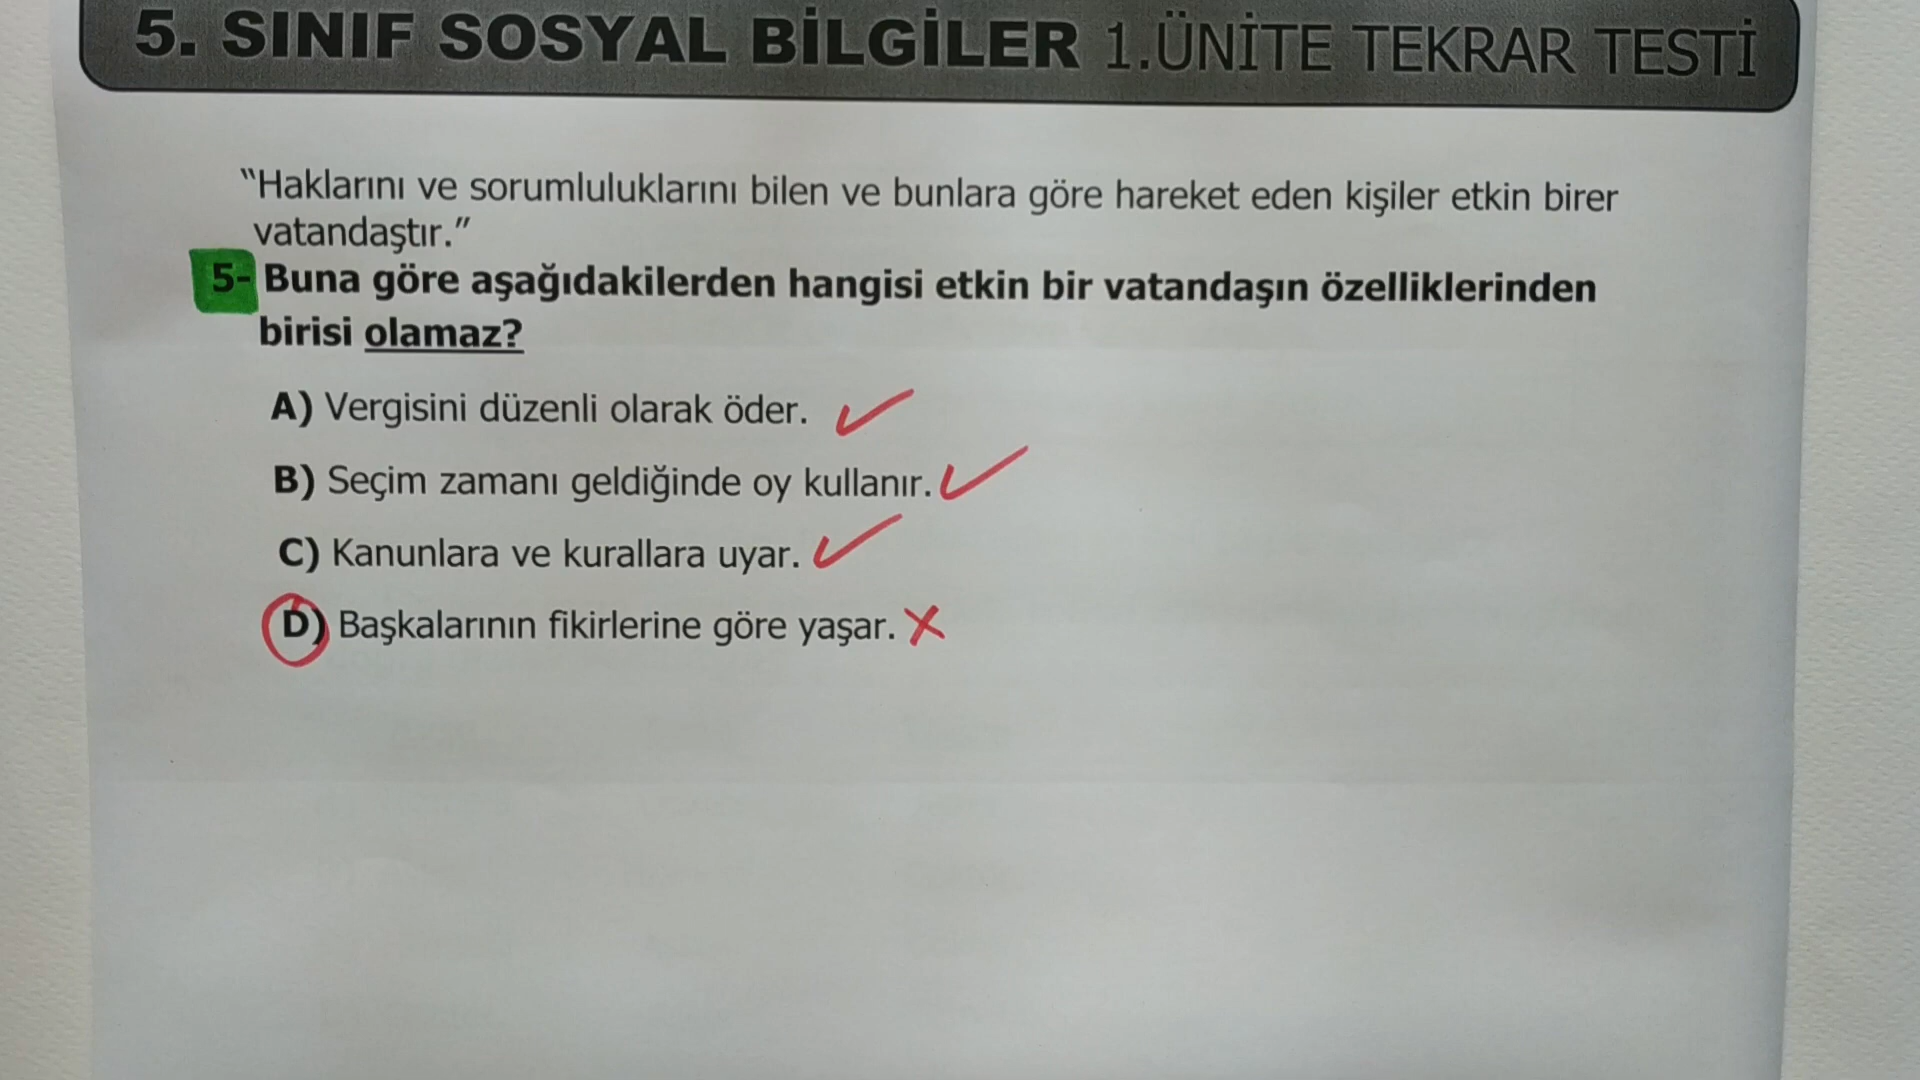 5. SINIF SOSYAL BİLGİLER 1.ÜNİTE TEKRAR TESTİ
"Haklarını ve sorumluluklarını bilen ve bunlara göre hareket eden kişiler etkin birer
vatandaştır."
5- Buna göre aşağıdakilerden hangisi etkin bir vatandaşın özelliklerinden
birisi olamaz?
A) Vergisini düzenli olarak öder.
B) Seçim zamanı geldiğinde oy kullanır.
C) Kanunlara ve kurallara uyar.
D) Başkalarının fikirlerine göre yaşar.